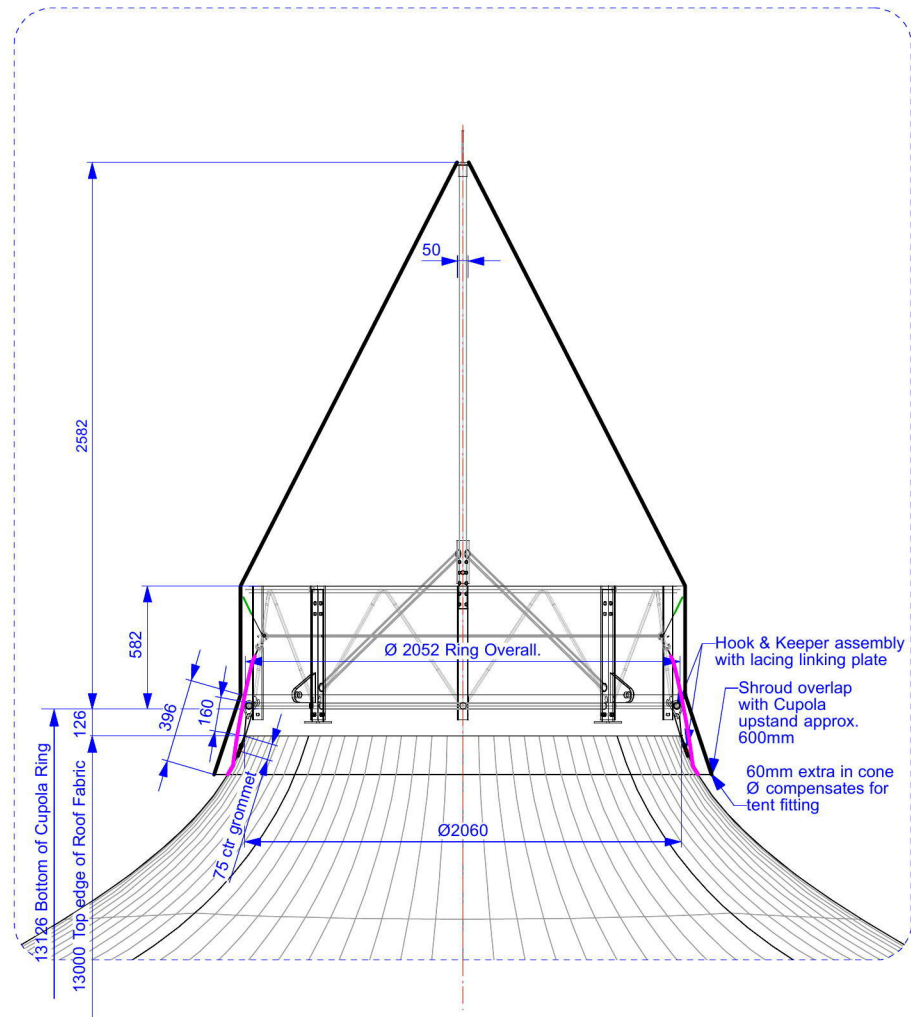 50
2582
582
Ø 2052 Ring Overall.
Hook & Keeper assembly
with lacing linking plate
Shroud overlap
with Cupola
upstand approx.
600mm
396
160
126
60mm extra in cone
Ø compensates for
tent fitting
75 ctr grommet
Ø2060
13126 Bottom of Cupola Ring
13000 Top edge of Roof Fabric